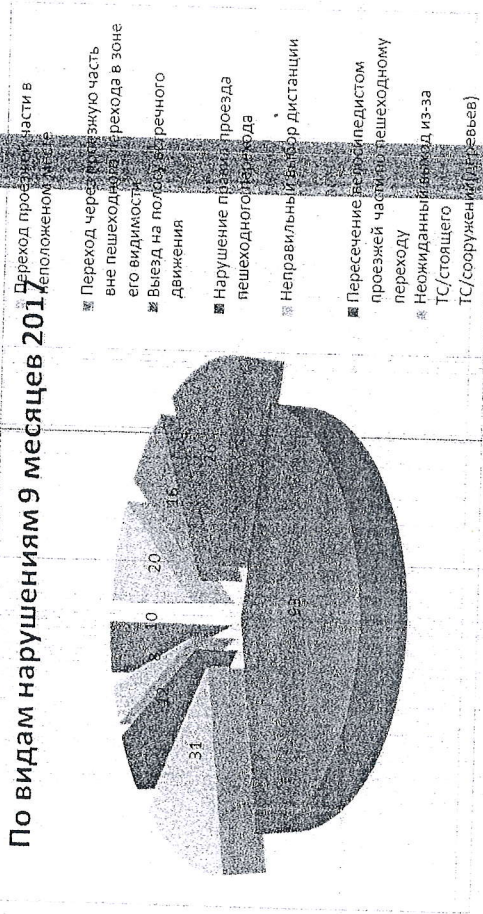 По видам нарушениям 9 месяцев 2017
20
10
8
12
31
16
Переход проезжей части в
неположенном месте
Переход через проезжую часть
вне пешеходного перехода в зоне
его видимости
Выезд на полосу встречного
движения
Нарушение правил проезда
пешеходного перехода
Неправильный выбор дистанции
Пересечение велосипедистом
проезжей части по пешеходному
переходу
Неожиданный выход из-за
ТС/стоящего
ТС/сооружений(деревьев)